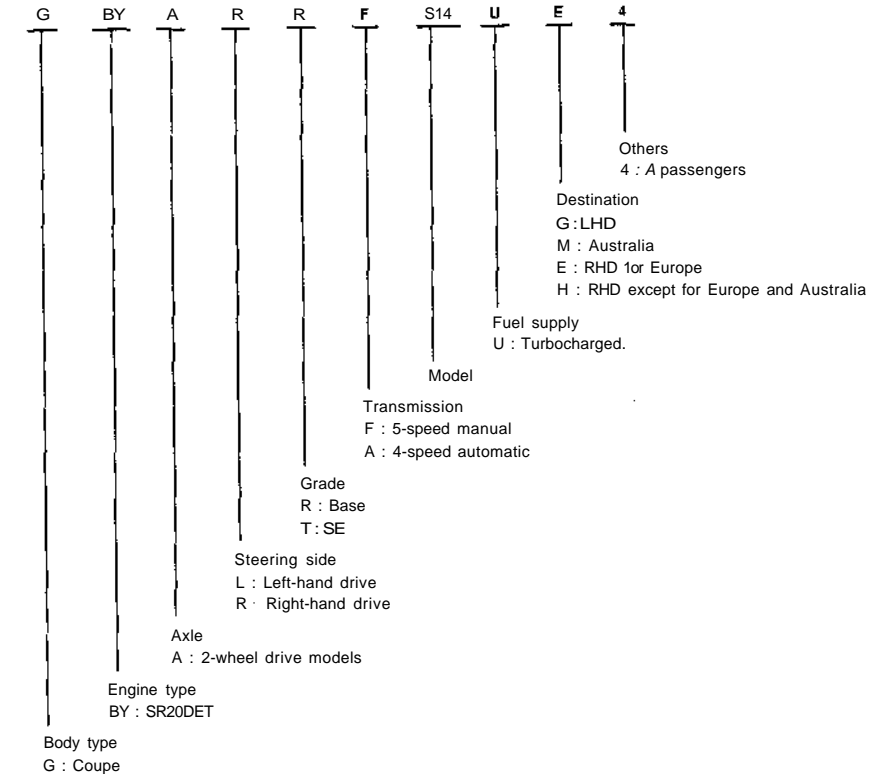 G BY A R R F S14 U E 4
Others
4 : A passengers
Destination
G : LHD
M : Australia
E : RHD 1or Europe
H : RHD except for Europe and Australia
Fuel supply
U : Turbocharged.
Model
Transmission
F : 5-speed manual
A : 4-speed automatic
Grade
R : Base
T : SE
Steering side
L : Left-hand drive
R · Right-hand drive
Axle
A : 2-wheel drive models
Engine type
BY : SR20DET
Body type
G : Coupe